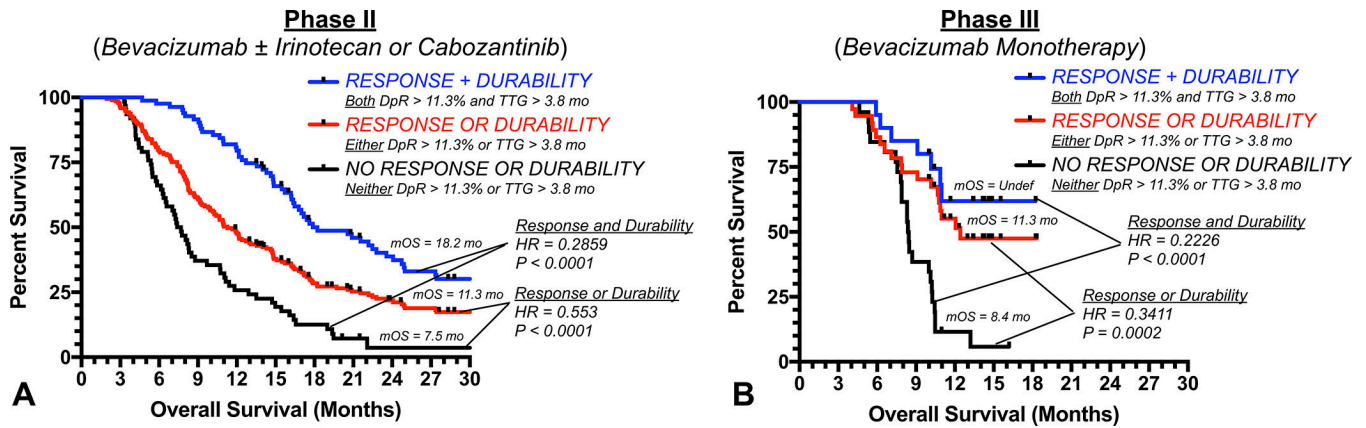 Phase II
(Bevacizumab ± Irinotecan or Cabozantinib)
RESPONSE + DURABILITY
Both DpR > 11.3% and TTG > 3.8 mo
RESPONSE OR DURABILITY
Either DpR > 11.3% or TTG > 3.8 mo
NO RESPONSE OR DURABILITY
Neither DpR > 11.3% or TTG > 3.8 mo
Percent Survival
100
75
50
25
0
mOS = 18.2 mo
mOS = 11.3 mo
mOS = 7.5 mo
Response and Durability
HR = 0.2859
P < 0.0001
Response or Durability
HR = 0.553
P < 0.0001
0 3 6 9 12 15 18 21 24 27 30
Overall Survival (Months)
A
Phase III
(Bevacizumab Monotherapy)
RESPONSE + DURABILITY
Both DpR > 11.3% and TTG > 3.8 mo
RESPONSE OR DURABILITY
Either DpR > 11.3% or TTG > 3.8 mo
NO RESPONSE OR DURABILITY
Neither DpR > 11.3% or TTG > 3.8 mo
Percent Survival
100
75
50
25
0
mOS = Undef
mOS = 11.3 mo
mOS = 8.4 mo
Response and Durability
HR = 0.2226
P < 0.0001
Response or Durability
HR = 0.3411
P = 0.0002
0 3 6 9 12 15 18 21 24 27 30
Overall Survival (Months)
B